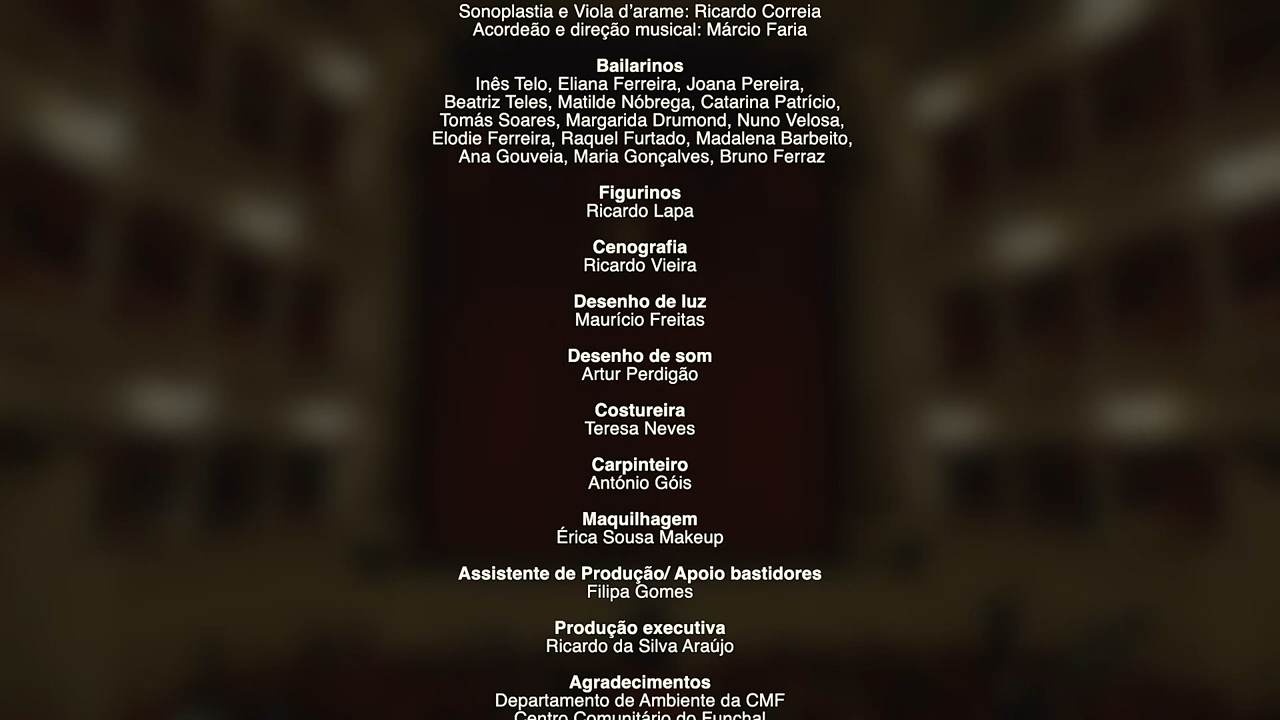 Sonoplastia e Viola d’arame: Ricardo Correia
Acordeão e direção musical: Márcio Faria
Bailarinos
Inês Telo, Eliana Ferreira, Joana Pereira,
Beatriz Teles, Matilde Nóbrega, Catarina Patrício,
Tomás Soares, Margarida Drumond, Nuno Velosa,
Elodie Ferreira, Raquel Furtado, Madalena Barbeito,
Ana Gouveia, Maria Gonçalves, Bruno Ferraz
Figurinos
Ricardo Lapa
Cenografia
Ricardo Vieira
Desenho de luz
Maurício Freitas
Desenho de som
Artur Perdigão
Costureira
Teresa Neves
Carpinteiro
António Góis
Maquilhagem
Érica Sousa Makeup
Assistente de Produção/ Apoio bastidores
Filipa Gomes
Produção executiva
Ricardo da Silva Araújo
Agradecimentos
Departamento de Ambiente da CMF
Centro Comunitário do Funchal